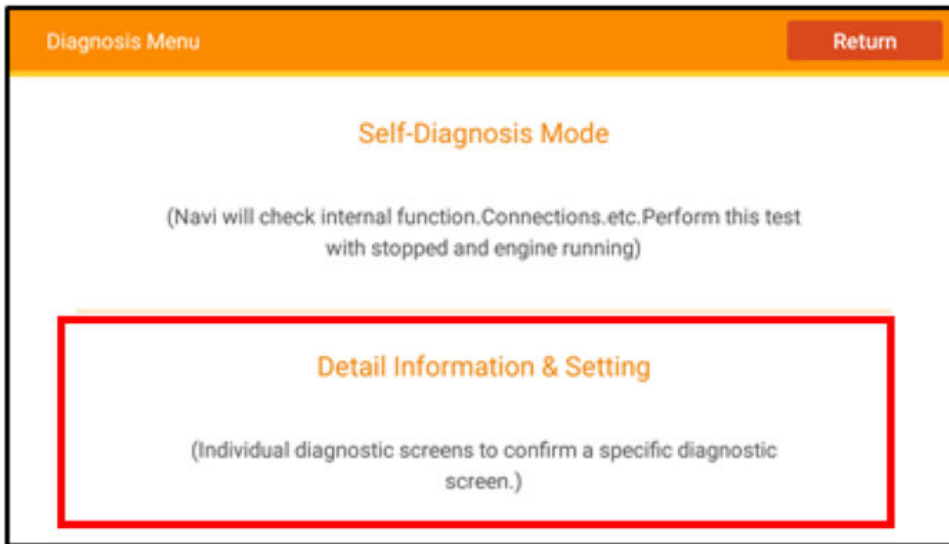 Diagnosis Menu
Return
Self-Diagnosis Mode
(Navi will check internal function.Connections.etc.Perform this test
with stopped and engine running)
Detail Information & Setting
(Individual diagnostic screens to confirm a specific diagnostic
screen.)